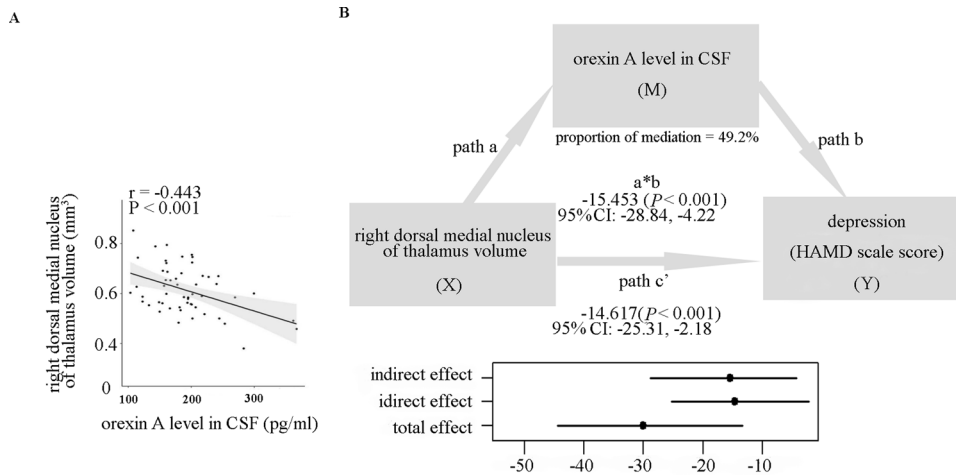 A
r = -0.443
P < 0.001
right dorsal medial nucleus
of thalamus volume (mm³)
0.8
0.6
0.4
0
100
200
300
orexin A level in CSF (pg/ml)
B
orexin A level in CSF
(M)
proportion of mediation = 49.2%
path a
path b
a*b
-15.453 (P < 0.001)
95%CI: -28.84, -4.22
right dorsal medial nucleus
of thalamus volume
(X)
depression
(HAMD scale score)
(Y)
path c’
-14.617(P < 0.001)
95% CI: -25.31, -2.18
indirect effect
idirect effect
total effect
-50
-40
-30
-20
-10